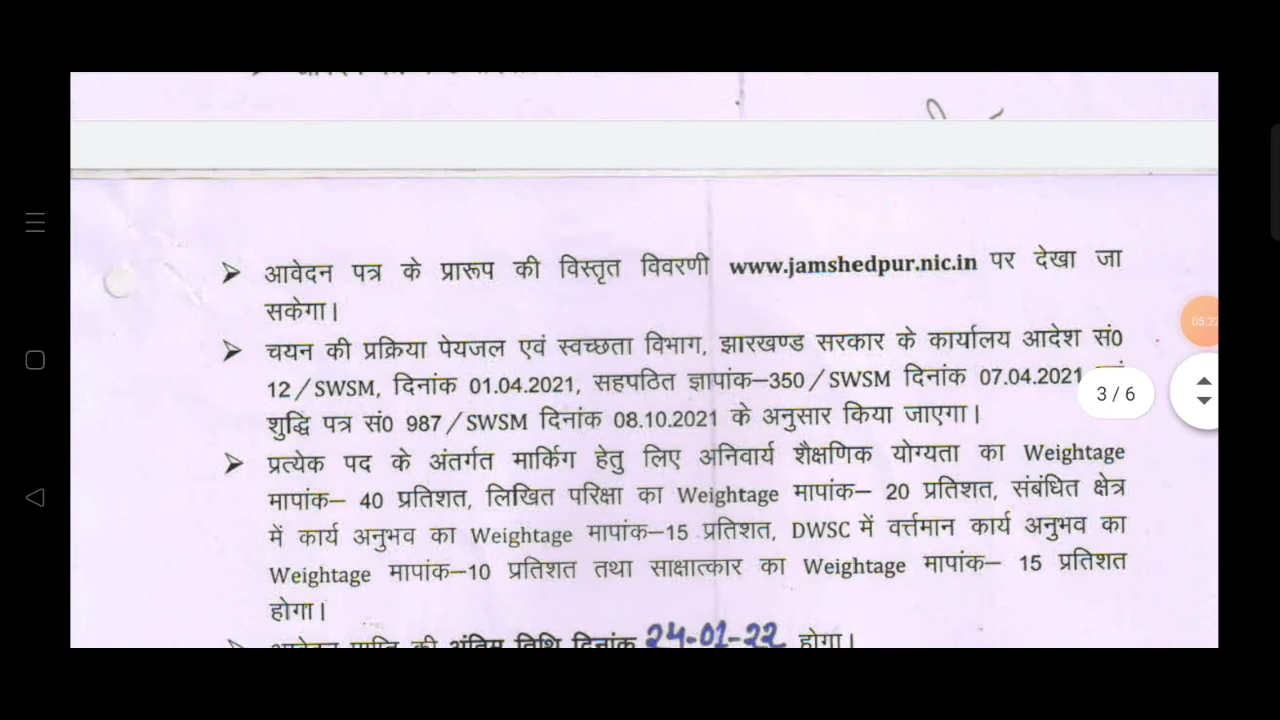 ➤ आवेदन पत्र के प्रारूप की विस्तृत विवरणी www.jamshedpur.nic.in पर देखा जा
सकेगा।
➤ चयन की प्रक्रिया पेयजल एवं स्वच्छता विभाग, झारखण्ड सरकार के कार्यालय आदेश सं0
12/SWSM, दिनांक 01.04.2021, सहपठित ज्ञापांक–350/SWSM दिनांक 07.04.2021
शुद्धि पत्र सं0 987/SWSM दिनांक 08.10.2021 के अनुसार किया जाएगा।
➤ प्रत्येक पद के अंतर्गत मार्किंग हेतु लिए अनिवार्य शैक्षणिक योग्यता का Weightage
मापांक– 40 प्रतिशत, लिखित परिक्षा का Weightage मापांक– 20 प्रतिशत, संबंधित क्षेत्र
में कार्य अनुभव का Weightage मापांक–15 प्रतिशत, DWSC में वर्त्तमान कार्य अनुभव का
Weightage मापांक–10 प्रतिशत तथा साक्षात्कार का Weightage मापांक– 15 प्रतिशत
होगा।
➤ आवेदन प्राप्ति की अंतिम तिथि दिनांक 24-01-22 होगा।
05:22
3 / 6